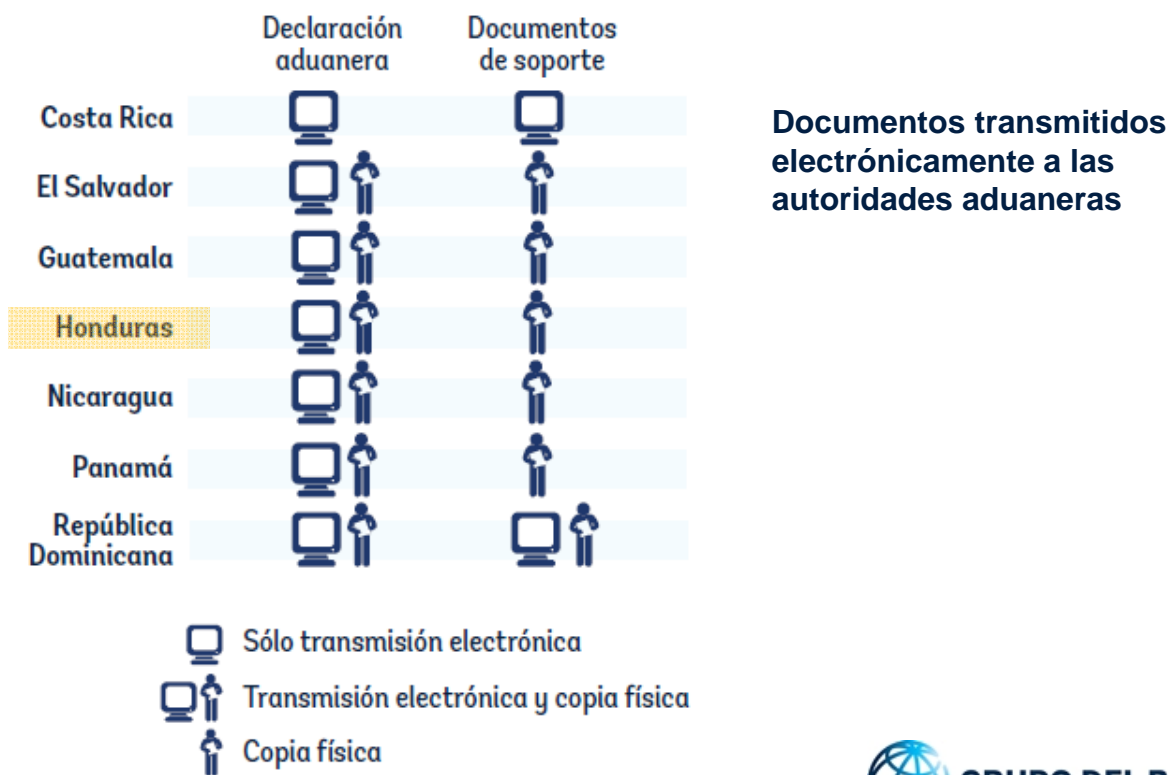 Declaración
aduanera
Documentos
de soporte
Costa Rica
El Salvador
Guatemala
Honduras
Nicaragua
Panamá
República
Dominicana
Documentos transmitidos
electrónicamente a las
autoridades aduaneras
Sólo transmisión electrónica
Transmisión electrónica y copia física
Copia física